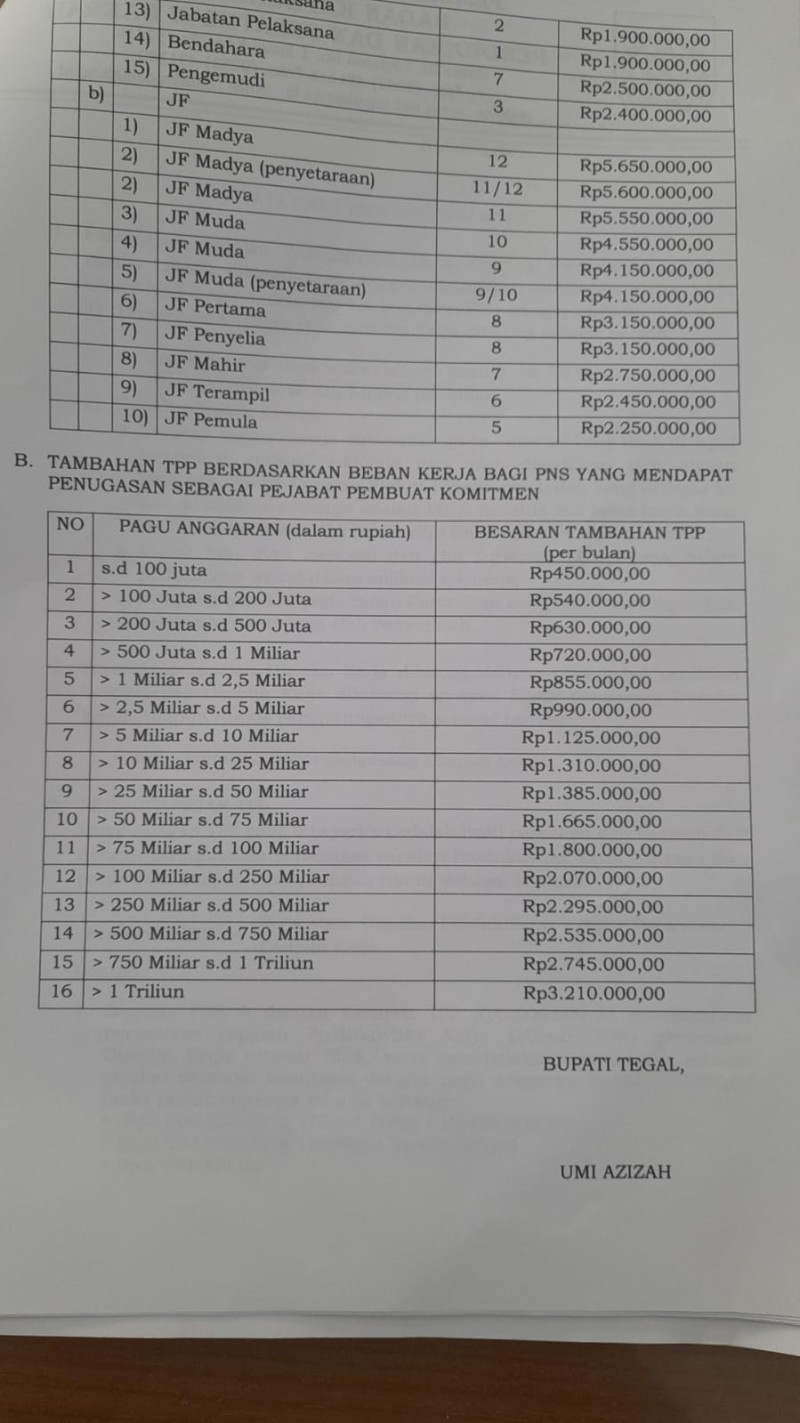 2 Rp1.900.000,00
13) Jabatan Pelaksana 1 Rp1.900.000,00
14) Bendahara 7 Rp2.500.000,00
15) Pengemudi 3 Rp2.400.000,00
b) JF
1) JF Madya 12 Rp5.650.000,00
2) JF Madya (penyetaraan) 11/12 Rp5.600.000,00
2) JF Madya 11 Rp5.550.000,00
3) JF Muda 10 Rp4.550.000,00
4) JF Muda 9 Rp4.150.000,00
5) JF Muda (penyetaraan) 9/10 Rp4.150.000,00
6) JF Pertama 8 Rp3.150.000,00
7) JF Penyelia 8 Rp3.150.000,00
8) JF Mahir 7 Rp2.750.000,00
9) JF Terampil 6 Rp2.450.000,00
10) JF Pemula 5 Rp2.250.000,00
B. TAMBAHAN TPP BERDASARKAN BEBAN KERJA BAGI PNS YANG MENDAPAT
PENUGASAN SEBAGAI PEJABAT PEMBUAT KOMITMEN
NO PAGU ANGGARAN (dalam rupiah) BESARAN TAMBAHAN TPP
(per bulan)
1 s.d 100 juta Rp450.000,00
2 > 100 Juta s.d 200 Juta Rp540.000,00
3 > 200 Juta s.d 500 Juta Rp630.000,00
4 > 500 Juta s.d 1 Miliar Rp720.000,00
5 > 1 Miliar s.d 2,5 Miliar Rp855.000,00
6 > 2,5 Miliar s.d 5 Miliar Rp990.000,00
7 > 5 Miliar s.d 10 Miliar Rp1.125.000,00
8 > 10 Miliar s.d 25 Miliar Rp1.310.000,00
9 > 25 Miliar s.d 50 Miliar Rp1.385.000,00
10 > 50 Miliar s.d 75 Miliar Rp1.665.000,00
11 > 75 Miliar s.d 100 Miliar Rp1.800.000,00
12 > 100 Miliar s.d 250 Miliar Rp2.070.000,00
13 > 250 Miliar s.d 500 Miliar Rp2.295.000,00
14 > 500 Miliar s.d 750 Miliar Rp2.535.000,00
15 > 750 Miliar s.d 1 Triliun Rp2.745.000,00
16 > 1 Triliun Rp3.210.000,00
BUPATI TEGAL,
UMI AZIZAH